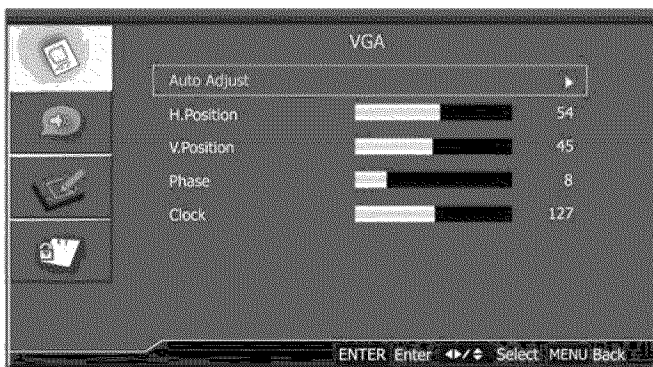 VGA
Auto Adjust
H.Position 54
V.Position 45
Phase 8
Clock 127
ENTER Enter ◄►/▲▼ Select MENU Back